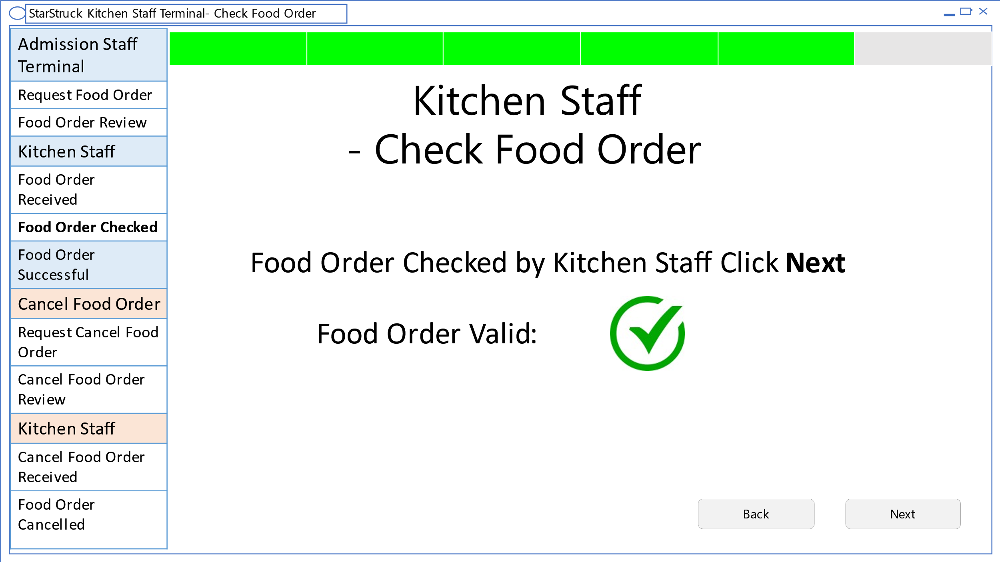 StarStruck Kitchen Staff Terminal- Check Food Order
Admission Staff
Terminal
Request Food Order
Food Order Review
Kitchen Staff
Food Order
Received
Food Order Checked
Food Order
Successful
Cancel Food Order
Request Cancel Food
Order
Cancel Food Order
Review
Kitchen Staff
Cancel Food Order
Received
Food Order
Cancelled
Kitchen Staff
- Check Food Order
Food Order Checked by Kitchen Staff Click Next
Food Order Valid:
Back
Next